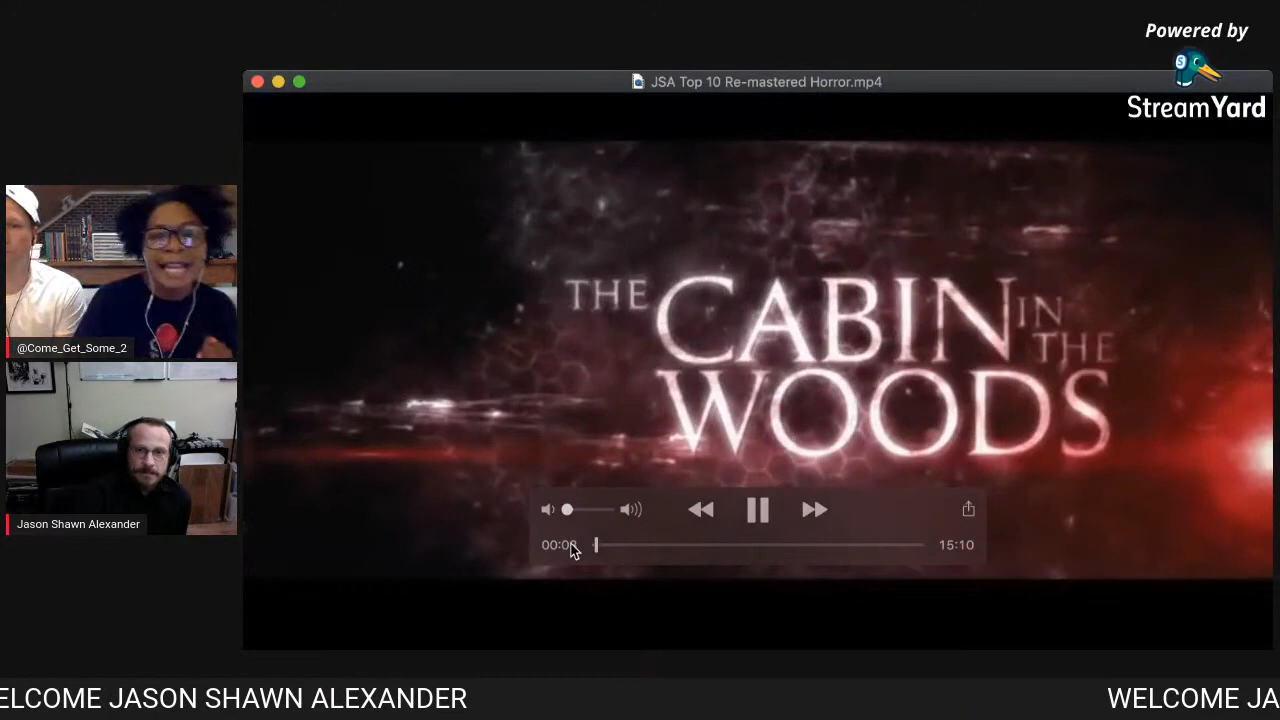 Powered by
StreamYard
JSA Top 10 Re-mastered Horror.mp4
THE CABIN IN THE
WOODS
@Come_Get_Some_2
Jason Shawn Alexander
15:10
ELCOME JASON SHAWN ALEXANDER
WELCOME JA